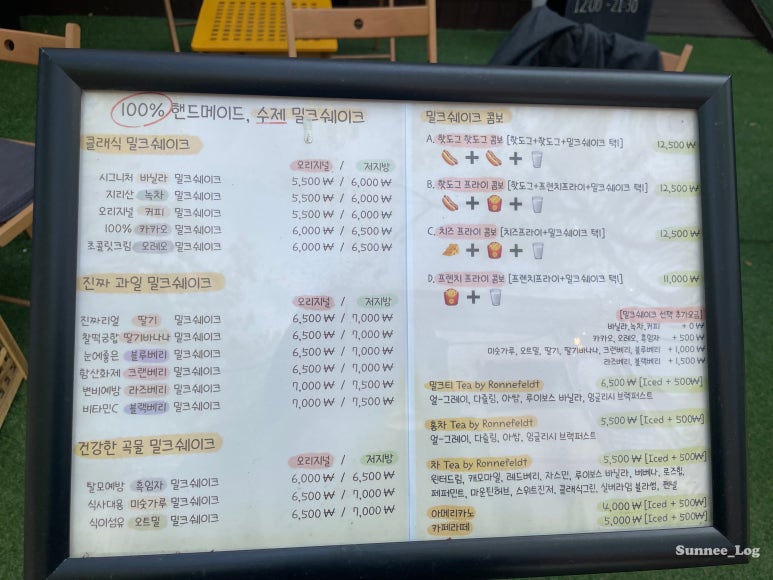 12:00 - 21:30
100% 핸드메이드, 수제 밀크쉐이크
클래식 밀크쉐이크
오리지널 / 저지방
시그니처 바닐라 밀크쉐이크 5,500₩ / 6,000₩
지리산 녹차 밀크쉐이크 5,500₩ / 6,000₩
오리지널 커피 밀크쉐이크 5,500₩ / 6,000₩
100% 카카오 밀크쉐이크 6,000₩ / 6,500₩
초콜릿크림 오레오 밀크쉐이크 6,000₩ / 6,500₩
진짜 과일 밀크쉐이크
오리지널 / 저지방
진짜리얼 딸기 밀크쉐이크 6,500₩ / 7,000₩
찰떡궁합 딸기바나나 밀크쉐이크 6,500₩ / 7,000₩
눈에좋은 블루베리 밀크쉐이크 6,500₩ / 7,000₩
항산화제 크랜베리 밀크쉐이크 6,500₩ / 7,000₩
변비예방 라즈베리 밀크쉐이크 7,000₩ / 7,500₩
비타민C 블랙베리 밀크쉐이크 7,000₩ / 7,500₩
건강한 곡물 밀크쉐이크
오리지널 / 저지방
탈모예방 흑임자 밀크쉐이크 6,000₩ / 6,500₩
식사대용 미숫가루 밀크쉐이크 6,500₩ / 7,000₩
식이섬유 오트밀 밀크쉐이크 6,500₩ / 7,000₩
밀크쉐이크 콤보
A. 핫도그 핫도그 콤보 [핫도그+핫도그+밀크쉐이크 택1] 12,500₩
+ +
B. 핫도그 프라이 콤보 [핫도그+프렌치프라이+밀크쉐이크 택1] 12,500₩
+ +
C. 치즈 프라이 콤보 [치즈프라이+밀크쉐이크 택1] 12,500₩
+ +
D. 프렌치 프라이 콤보 [프렌치프라이+밀크쉐이크 택1] 11,000₩
+
[밀크쉐이크 선택 추가요금]
바닐라,녹차,커피 + 0₩
카카오, 오레오, 흑임자 + 500₩
미숫가루, 오트밀, 딸기, 딸기바나나, 크랜베리, 블루베리 + 1,000₩
라즈베리, 블랙베리 + 1,500₩
밀크티 Tea by Ronnefeldt 6,500₩ [Iced + 500₩]
얼-그레이, 다즐링, 아쌈, 루이보스 바닐라, 잉글리시 브랙퍼스트
홍차 Tea by Ronnefeldt 5,500₩ [Iced + 500₩]
얼-그레이, 다즐링, 아쌈, 잉글리시 브랙퍼스트
차 Tea by Ronnefeldt 5,500₩ [Iced + 500₩]
윈터드림, 캐모마일, 레드베리, 자스민, 루이보스 바닐라, 버베나, 로즈힙,
페퍼민트, 마운틴허브, 스위트진저, 클래식그린, 실버라임 블라썸, 펜넬
아메리카노 4,000₩ [Iced + 500₩]
카페라떼 5,000₩ [Iced + 500₩]
Sunnee_Log